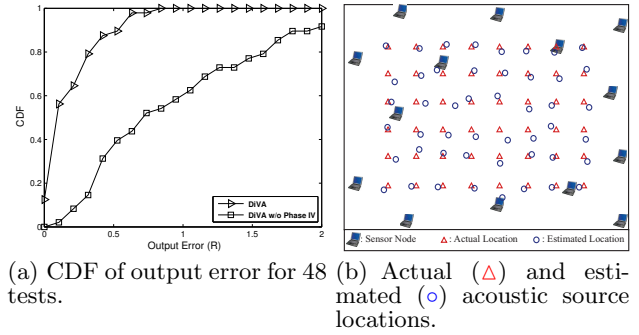 1
0.8
0.6
0.4
0.2
0
CDF
0
0.5
1
1.5
2
Output Error (R)
DiVA
DiVA w/o Phase IV
: Sensor Node
: Actual Location
: Estimated Location
(a) CDF of output error for 48
tests.
(b) Actual (△) and esti-
mated (○) acoustic source
locations.